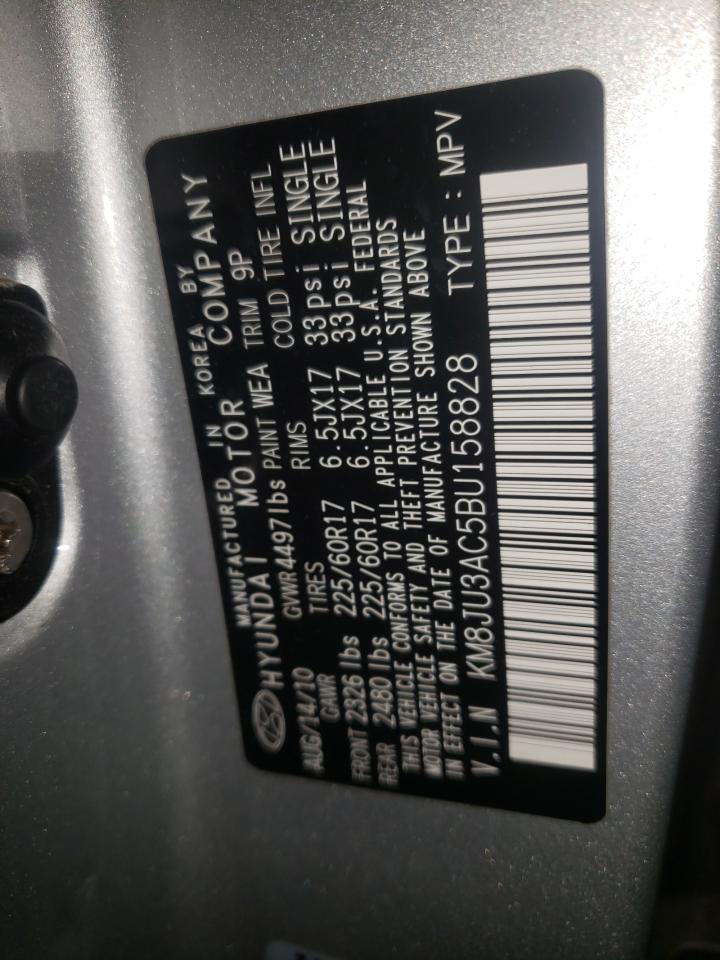 MANUFACTURED IN KOREA BY
HYUNDAI MOTOR COMPANY
AUG/14/10 GVWR 4497 lbs PAINT WEA TRIM 9P
GAWR TIRES RIMS COLD TIRE INFL
FRONT 2326 lbs 225/60R17 6.5JX17 33psi SINGLE
REAR 2480 lbs 225/60R17 6.5JX17 33psi SINGLE
THIS VEHICLE CONFORMS TO ALL APPLICABLE U.S.A. FEDERAL
MOTOR VEHICLE SAFETY AND THEFT PREVENTION STANDARDS
IN EFFECT ON THE DATE OF MANUFACTURE SHOWN ABOVE
V.I.N KM8JU3AC5BU158828 TYPE : MPV